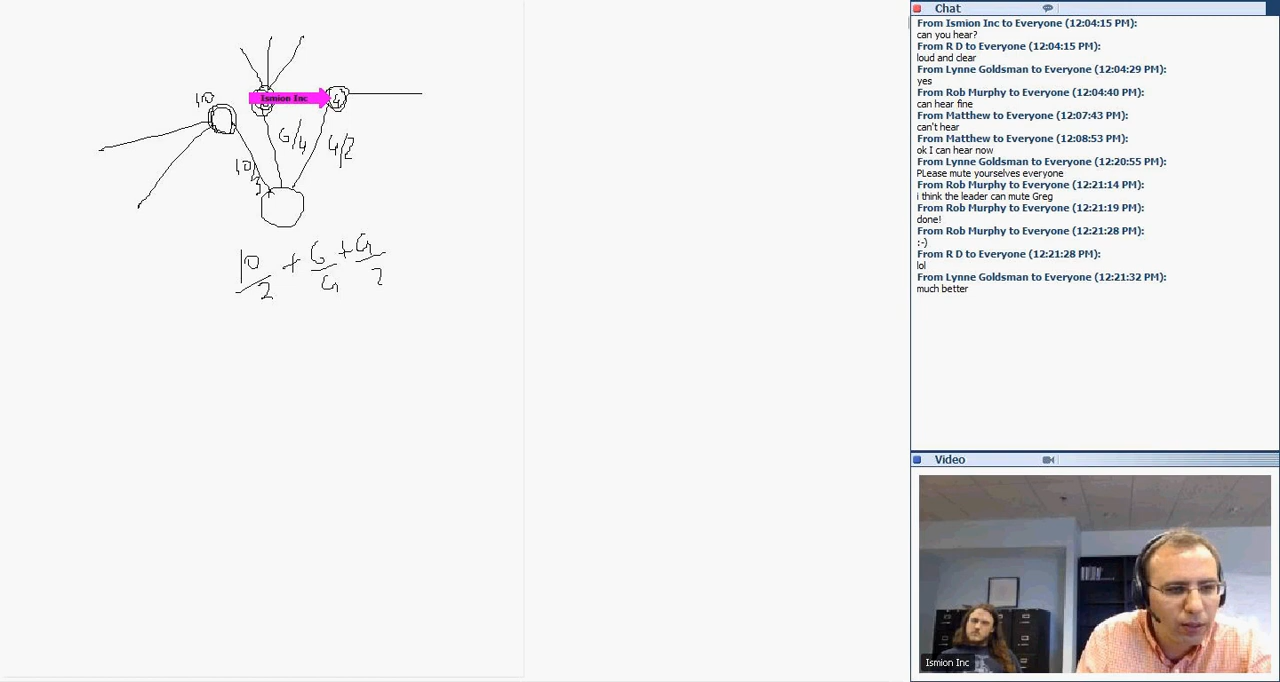 10
Ismion Inc
4
6/4
4/2
10/3
10/2 + 6/4 + 4/2
Chat
From Ismion Inc to Everyone (12:04:15 PM):
can you hear?
From R D to Everyone (12:04:15 PM):
loud and clear
From Lynne Goldsman to Everyone (12:04:29 PM):
yes
From Rob Murphy to Everyone (12:04:40 PM):
can hear fine
From Matthew to Everyone (12:07:43 PM):
can't hear
From Matthew to Everyone (12:08:53 PM):
ok I can hear now
From Lynne Goldsman to Everyone (12:20:55 PM):
PLease mute yourselves everyone
From Rob Murphy to Everyone (12:21:14 PM):
i think the leader can mute Greg
From Rob Murphy to Everyone (12:21:19 PM):
done!
From Rob Murphy to Everyone (12:21:28 PM):
:-)
From R D to Everyone (12:21:28 PM):
lol
From Lynne Goldsman to Everyone (12:21:32 PM):
much better
Video
Ismion Inc